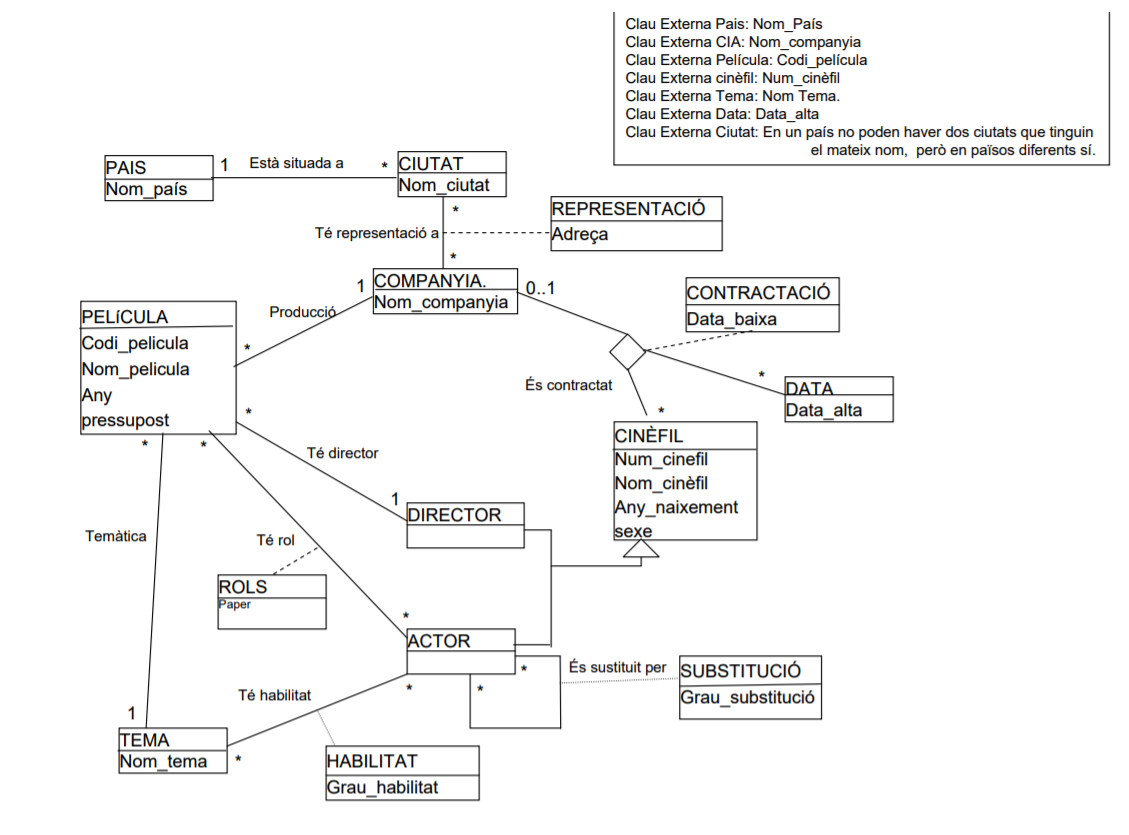 Clau Externa Pais: Nom_País
Clau Externa CIA: Nom_companyia
Clau Externa Película: Codi_película
Clau Externa cinèfil: Num_cinèfil
Clau Externa Tema: Nom Tema.
Clau Externa Data: Data_alta
Clau Externa Ciutat: En un país no poden haver dos ciutats que tinguin
el mateix nom, però en països diferents sí.
PAIS
Nom_país
1
Està situada a
*
CIUTAT
Nom_ciutat
*
Té representació a
*
REPRESENTACIÓ
Adreça
1
COMPANYIA.
Nom_companyia
0..1
Producció
*
CONTRACTACIÓ
Data_baixa
PELíCULA
Codi_pelicula
Nom_pelicula
Any
pressupost
És contractat
*
*
DATA
Data_alta
CINÈFIL
Num_cinefil
Nom_cinèfil
Any_naixement
sexe
*
*
*
Té director
1
DIRECTOR
Temàtica
Té rol
ROLS
Paper
*
ACTOR
*
*
*
És sustituit per
SUBSTITUCIÓ
Grau_substitució
Té habilitat
1
TEMA
Nom_tema
*
HABILITAT
Grau_habilitat